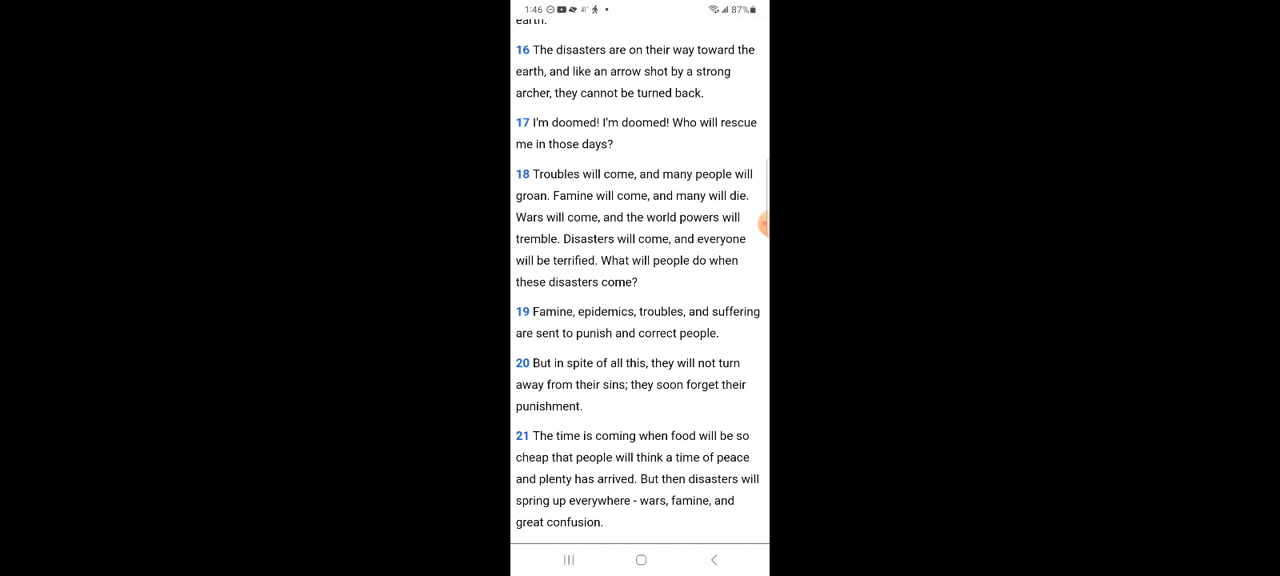 1:46 41° 87%
earth.
16 The disasters are on their way toward the
earth, and like an arrow shot by a strong
archer, they cannot be turned back.
17 I'm doomed! I'm doomed! Who will rescue
me in those days?
18 Troubles will come, and many people will
groan. Famine will come, and many will die.
Wars will come, and the world powers will
tremble. Disasters will come, and everyone
will be terrified. What will people do when
these disasters come?
19 Famine, epidemics, troubles, and suffering
are sent to punish and correct people.
20 But in spite of all this, they will not turn
away from their sins; they soon forget their
punishment.
21 The time is coming when food will be so
cheap that people will think a time of peace
and plenty has arrived. But then disasters will
spring up everywhere - wars, famine, and
great confusion.